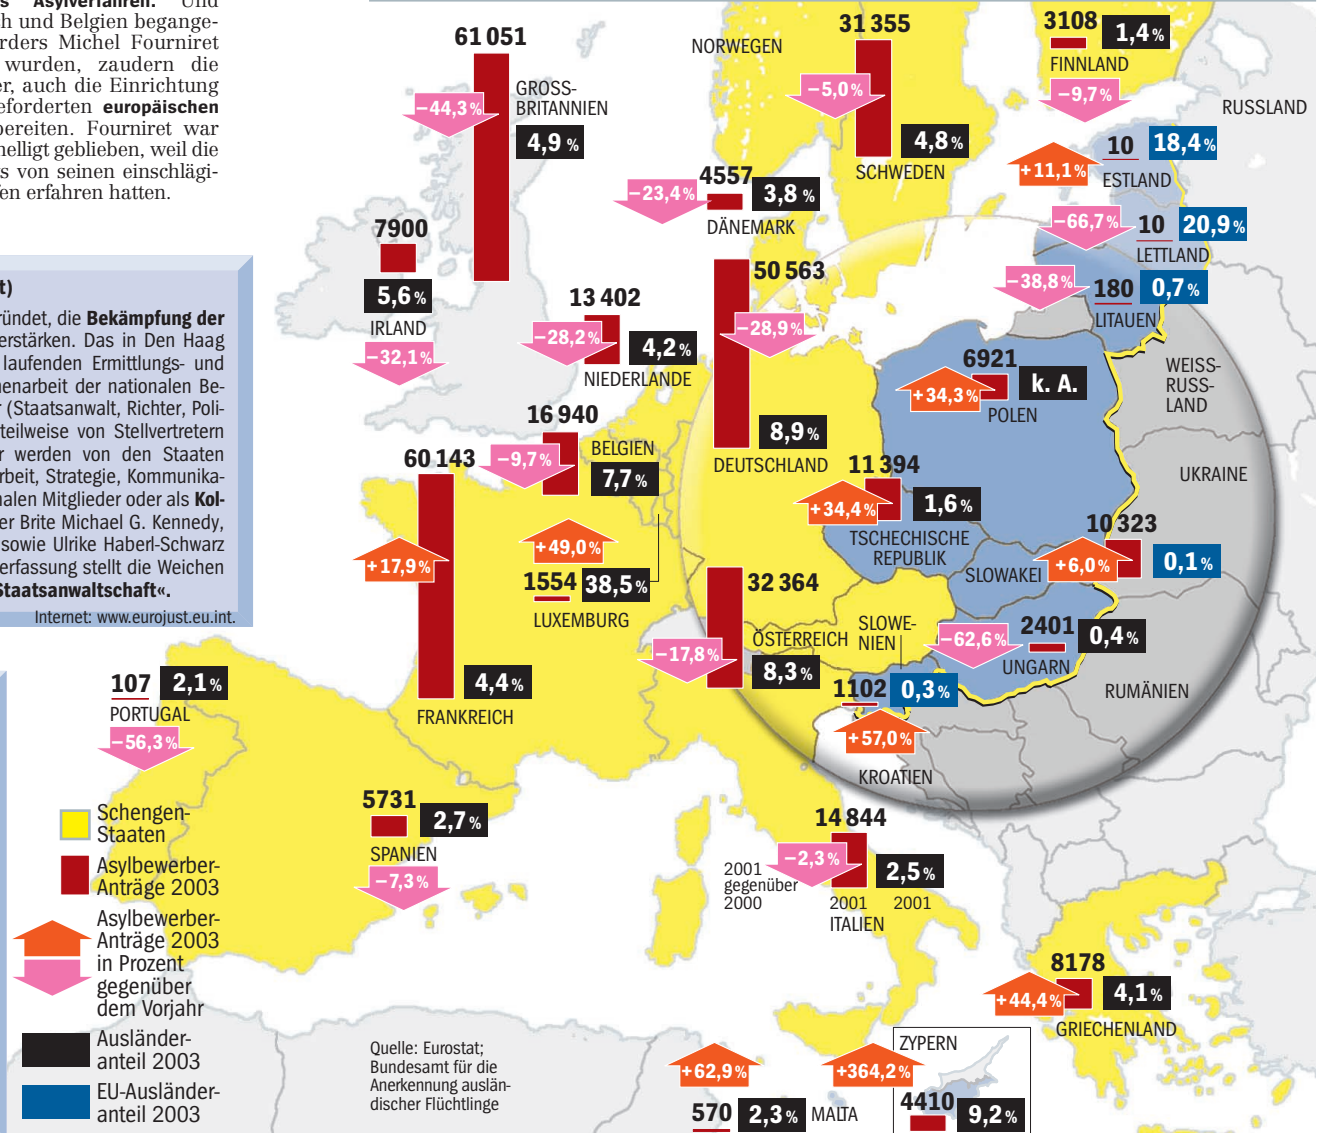 Asylverfahren. Und
ch und Belgien begange-
rders Michel Fourniret
wurden, zaudern die
er, auch die Einrichtung
eforderten europäischen
bereiten. Fourniret war
nelligt geblieben, weil die
s von seinen einschlägi-
fen erfahren hatten.
t)
ründet, die Bekämpfung der
erstärken. Das in Den Haag
laufenden Ermittlungs- und
enarbeit der nationalen Be-
r (Staatsanwalt, Richter, Poli-
teilweise von Stellvertretern
r werden von den Staaten
rbeit, Strategie, Kommunika-
nalen Mitglieder oder als Kol-
er Brite Michael G. Kennedy,
sowie Ulrike Haberl-Schwarz
erfassung stellt die Weichen
Staatsanwaltschaft«.
Internet: www.eurojust.eu.int.
61 051
-44,3%
GROSS-
BRITANNIEN
4,9%
NORWEGEN
31 355
-5,0%
4,8%
SCHWEDEN
3108
1,4%
FINNLAND
-9,7%
RUSSLAND
+11,1%
10
18,4%
ESTLAND
-23,4%
4557
3,8%
DÄNEMARK
-66,7%
10
20,9%
LETTLAND
7900
5,6%
IRLAND
-32,1%
-38,8%
180
0,7%
LITAUEN
13 402
-28,2%
4,2%
NIEDERLANDE
50 563
-28,9%
8,9%
DEUTSCHLAND
6921
+34,3%
k. A.
POLEN
WEISS-
RUSS-
LAND
16 940
-9,7%
BELGIEN
7,7%
60 143
+17,9%
4,4%
FRANKREICH
11 394
+34,4%
1,6%
TSCHECHISCHE
REPUBLIK
UKRAINE
10 323
+6,0%
0,1%
SLOWAKEI
+49,0%
1554
38,5%
LUXEMBURG
32 364
-17,8%
ÖSTERREICH
8,3%
SLOWE-
NIEN
1102
0,3%
+57,0%
-62,6%
2401
0,4%
UNGARN
RUMÄNIEN
KROATIEN
107
2,1%
PORTUGAL
-56,3%
5731
2,7%
SPANIEN
-7,3%
14 844
-2,3%
2,5%
2001
gegenüber
2000
2001
2001
ITALIEN
8178
+44,4%
4,1%
GRIECHENLAND
+62,9%
570
2,3%
MALTA
+364,2%
ZYPERN
4410
9,2%
Schengen-
Staaten
Asylbewerber-
Anträge 2003
Asylbewerber-
Anträge 2003
in Prozent
gegenüber
dem Vorjahr
Ausländer-
anteil 2003
EU-Ausländer-
anteil 2003
Quelle: Eurostat;
Bundesamt für die
Anerkennung auslän-
discher Flüchtlinge